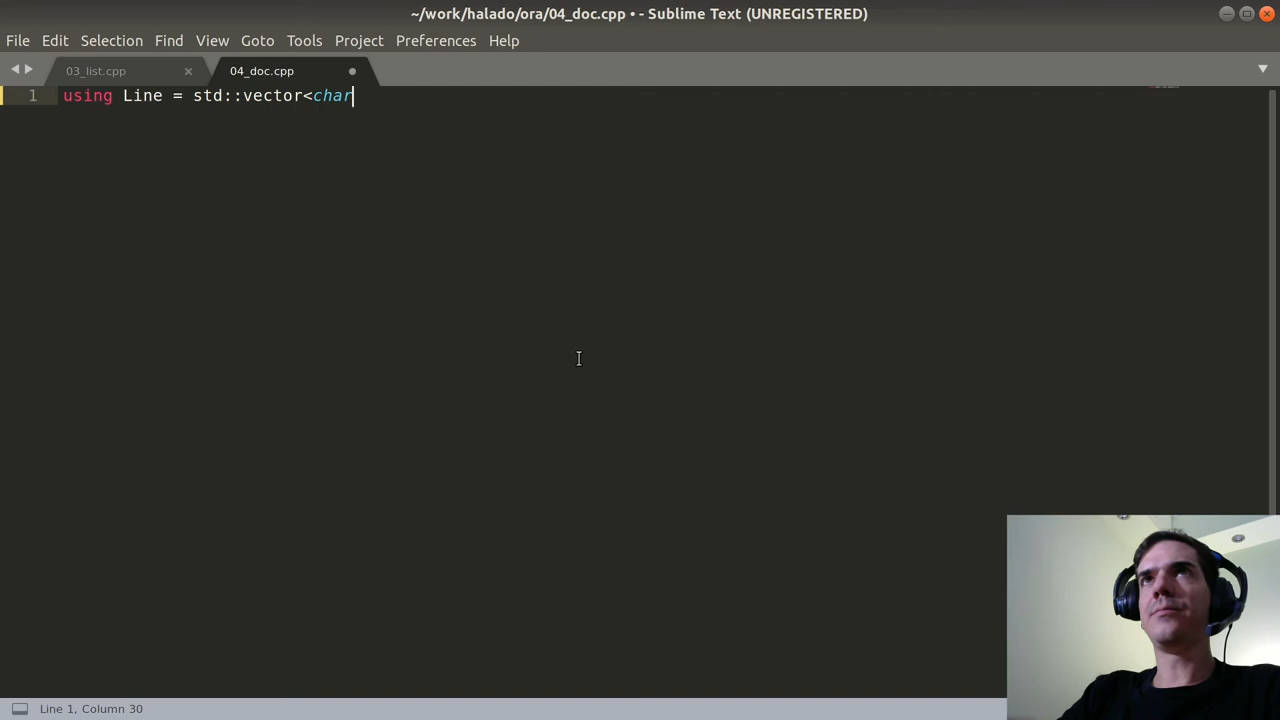 ~/work/halado/ora/04_doc.cpp • - Sublime Text (UNREGISTERED)
File Edit Selection Find View Goto Tools Project Preferences Help
03_list.cpp 04_doc.cpp
1 using Line = std::vector<char
Line 1, Column 30